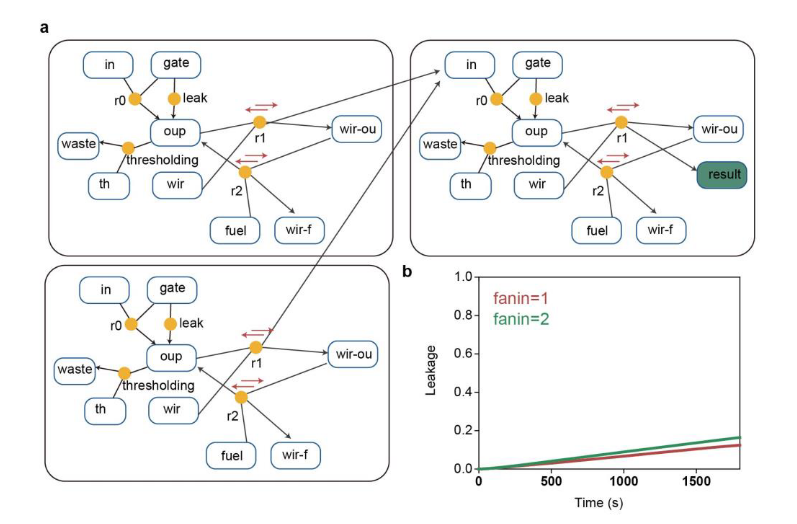 a
in
gate
r0
leak
oup
r1
wir-ou
waste
thresholding
th
wir
r2
fuel
wir-f
in
gate
r0
leak
oup
r1
wir-ou
waste
thresholding
result
th
wir
r2
fuel
wir-f
in
gate
r0
leak
oup
r1
wir-ou
waste
thresholding
th
wir
r2
fuel
wir-f
b
1.0
0.8
0.6
0.4
0.2
0.0
Leakage
fanin=1
fanin=2
0
500
1000
1500
Time (s)